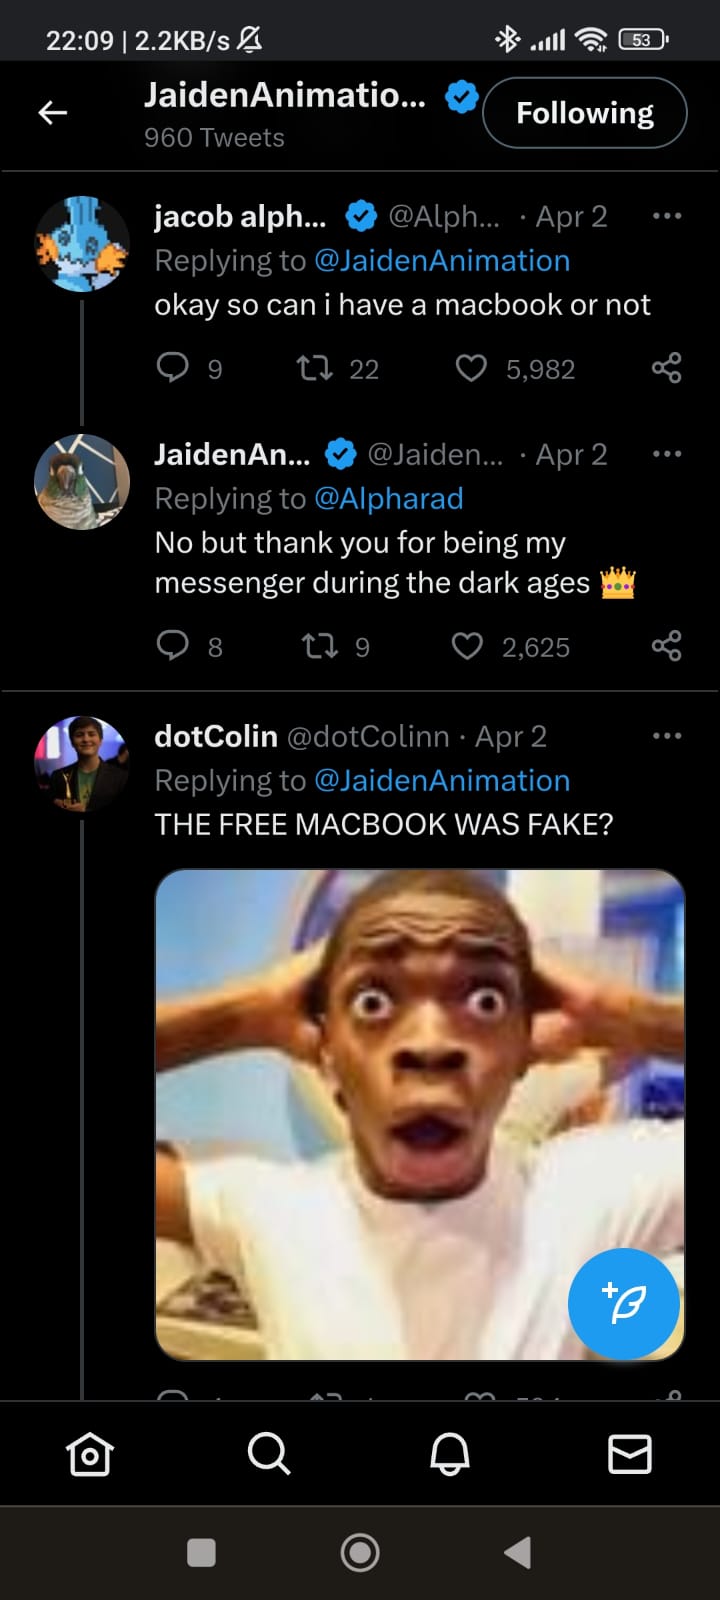 22:09 | 2.2KB/s
53
JaidenAnimatio...
Following
960 Tweets
jacob alph... @Alph... · Apr 2
Replying to @JaidenAnimation
okay so can i have a macbook or not
9 22 5,982
JaidenAn... @Jaiden... · Apr 2
Replying to @Alpharad
No but thank you for being my
messenger during the dark ages 👑
8 9 2,625
dotColin @dotColinn · Apr 2
Replying to @JaidenAnimation
THE FREE MACBOOK WAS FAKE?